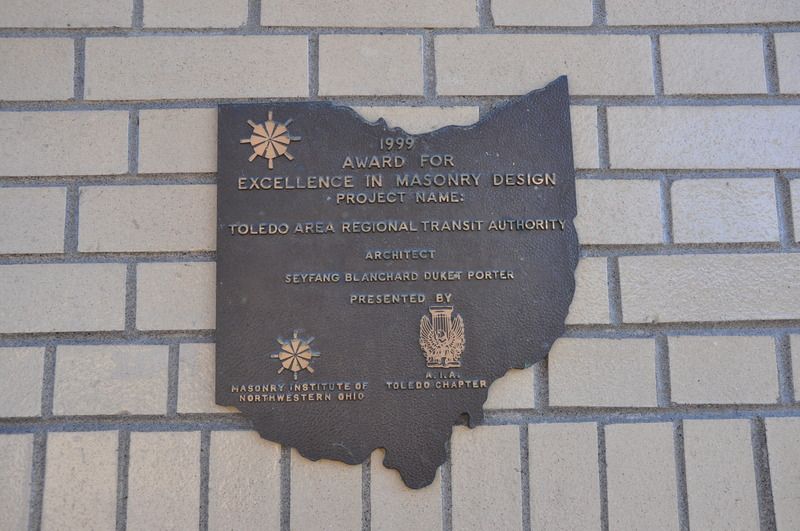 1999
AWARD FOR
EXCELLENCE IN MASONRY DESIGN
PROJECT NAME:
TOLEDO AREA REGIONAL TRANSIT AUTHORITY
ARCHITECT
SEYFANG BLANCHARD DUKET PORTER
PRESENTED BY
MASONRY INSTITUTE OF
NORTHWESTERN OHIO
A.I.A.
TOLEDO CHAPTER